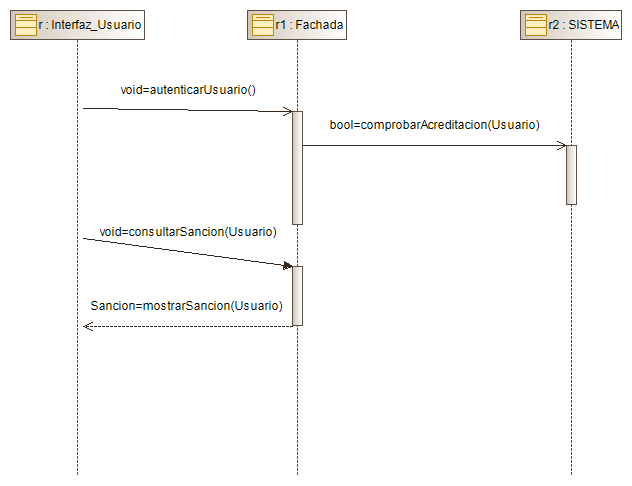 r : Interfaz_Usuario
r1 : Fachada
r2 : SISTEMA
void=autenticarUsuario()
bool=comprobarAcreditacion(Usuario)
void=consultarSancion(Usuario)
Sancion=mostrarSancion(Usuario)